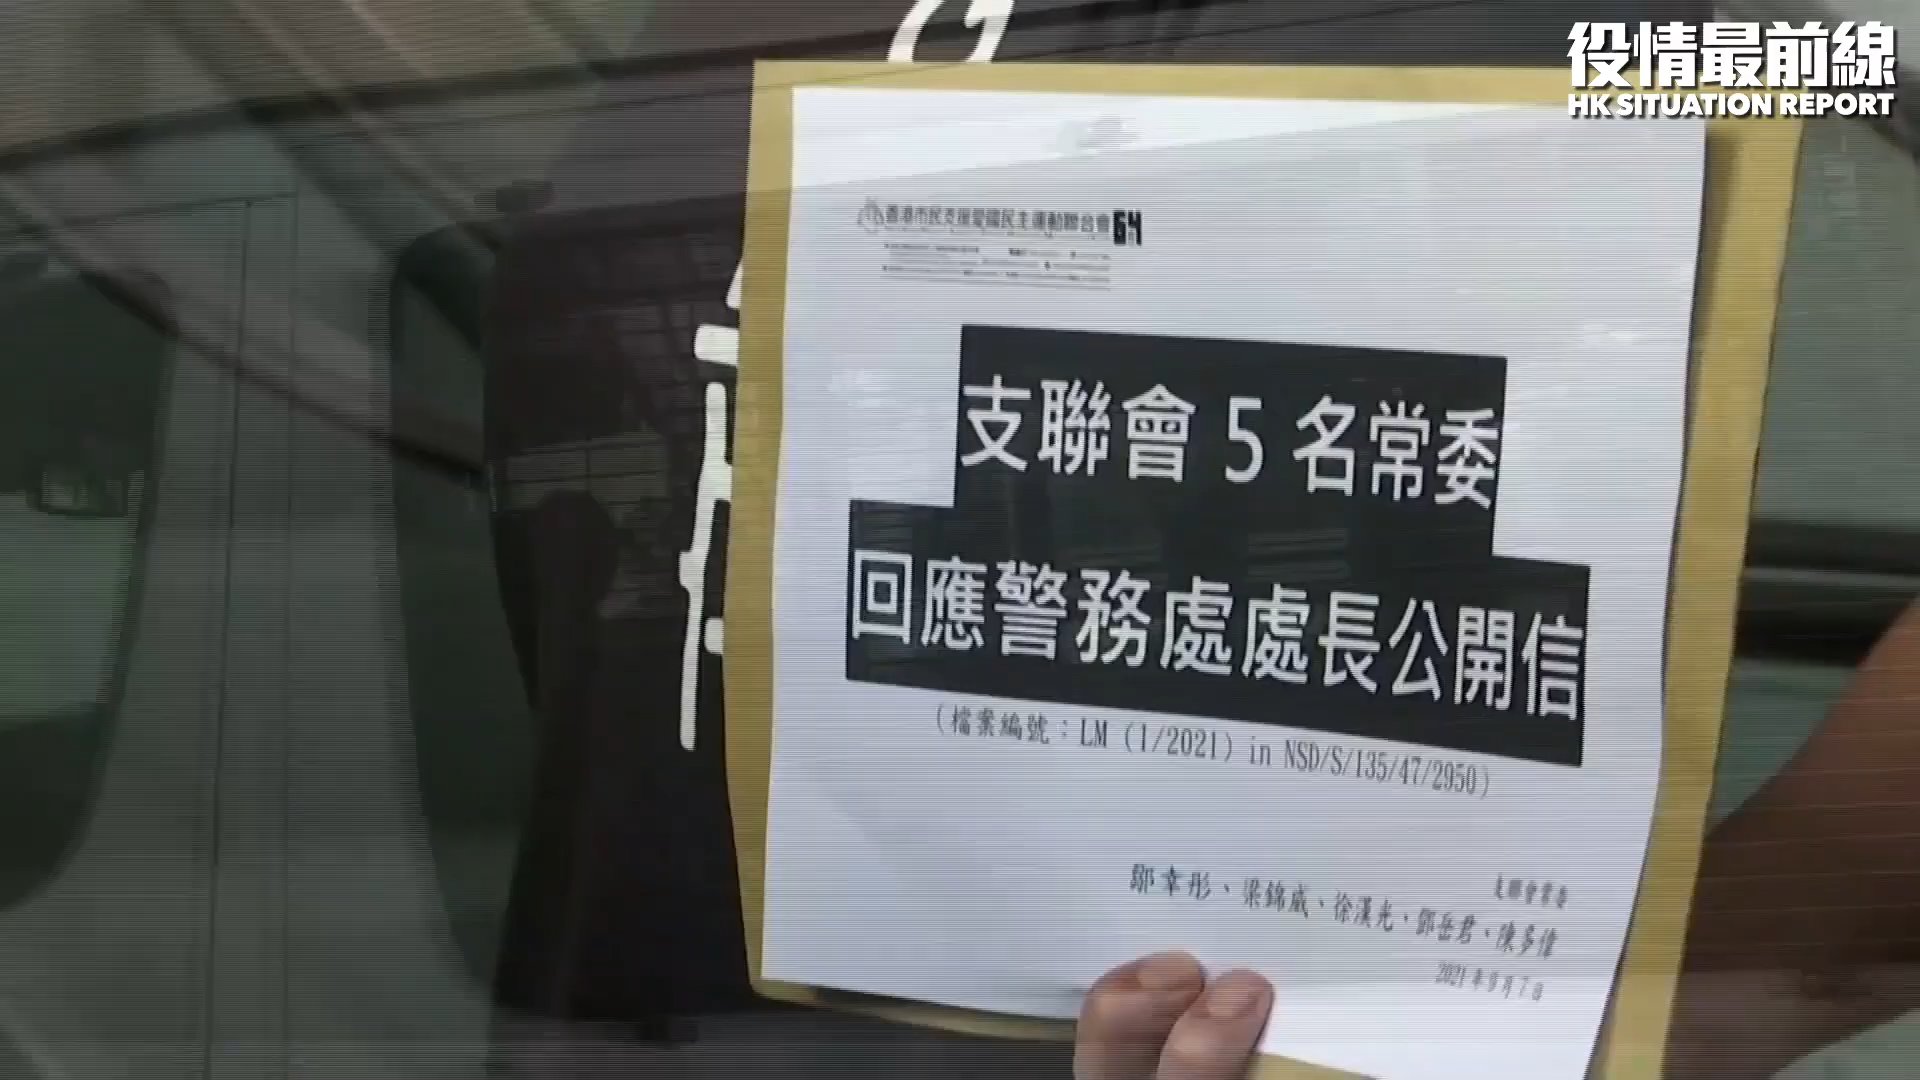 役情最前線
HK SITUATION REPORT
香港市民支援愛國民主運動聯合會 64
支聯會 5 名常委
回應警務處處長公開信
(檔案編號：LM (1/2021) in NSD/S/135/47/2950)
支聯會常委
鄒幸彤、梁錦威、徐漢光、鄧岳君、陳多偉
2021年9月7日